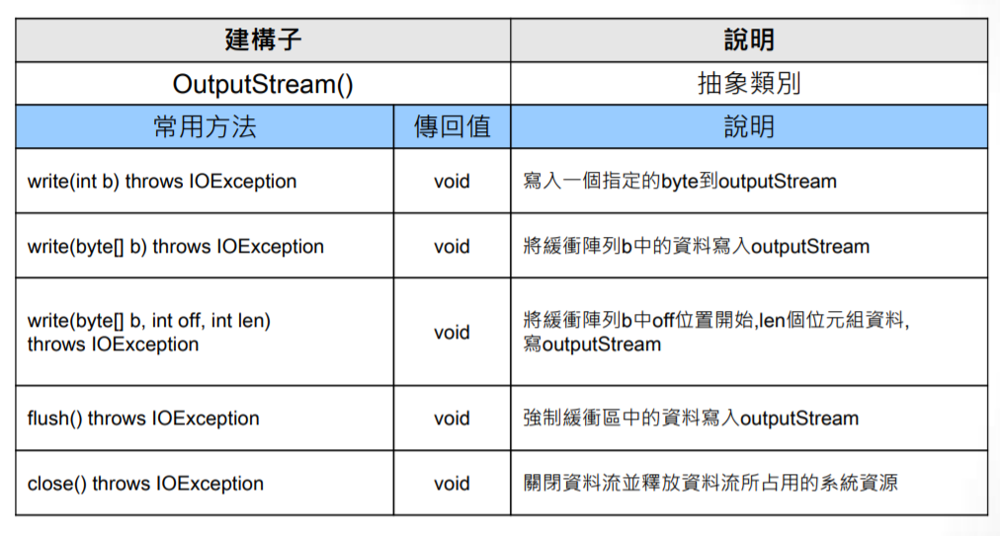 建構子 說明
OutputStream() 抽象類別
常用方法 傳回值 說明
write(int b) throws IOException void 寫入一個指定的byte到outputStream
write(byte[] b) throws IOException void 將緩衝陣列b中的資料寫入outputStream
write(byte[] b, int off, int len)
throws IOException
void
將緩衝陣列b中off位置開始,len個位元組資料,
寫outputStream
flush() throws IOException void 強制緩衝區中的資料寫入outputStream
close() throws IOException void 關閉資料流並釋放資料流所占用的系統資源